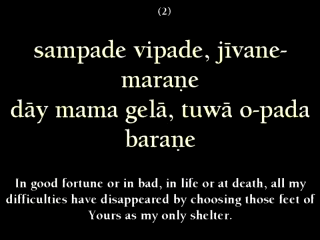 (2)
sampade vipade, jīvane-
maraṇe
dāy mama gelā, tuwā o-pada
baraṇe
In good fortune or in bad, in life or at death, all my
difficulties have disappeared by choosing those feet of
Yours as my only shelter.